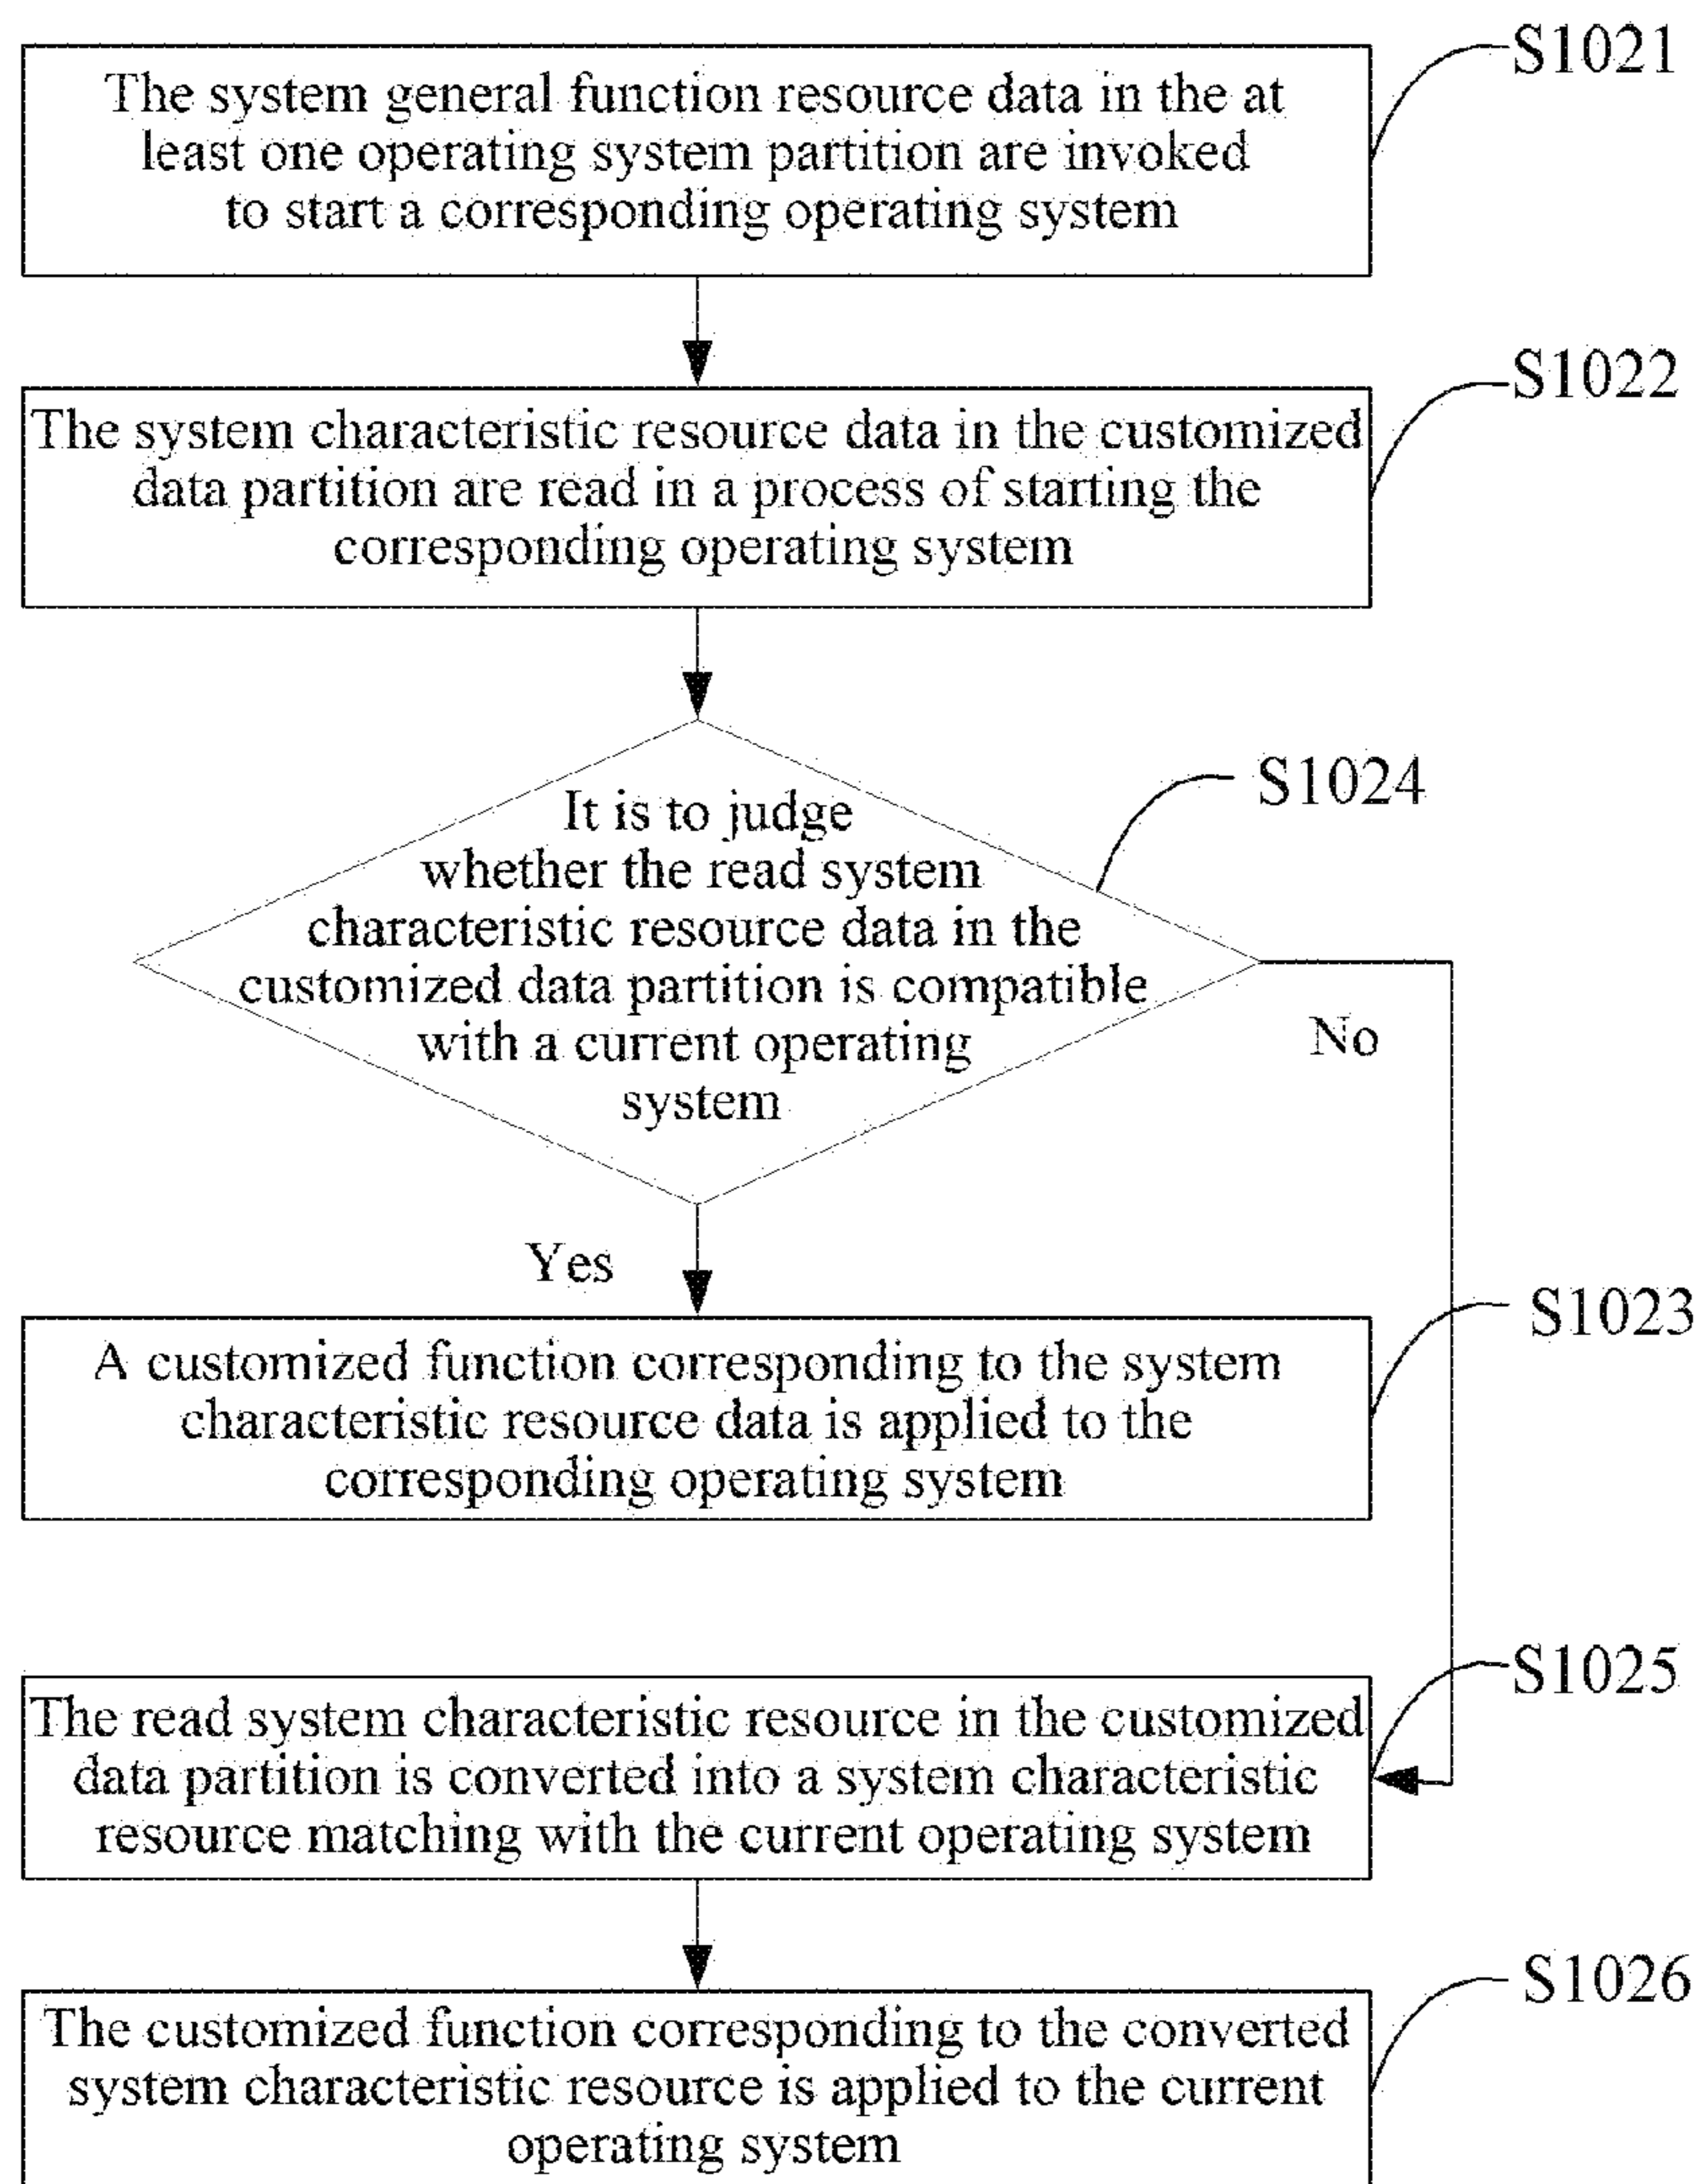 S1021
The system general function resource data in the at
least one operating system partition are invoked
to start a corresponding operating system
S1022
The system characteristic resource data in the customized
data partition are read in a process of starting the
corresponding operating system
S1024
It is to judge
whether the read system
characteristic resource data in the
customized data partition is compatible
with a current operating
system
No
Yes
S1023
A customized function corresponding to the system
characteristic resource data is applied to the
corresponding operating system
S1025
The read system characteristic resource in the customized
data partition is converted into a system characteristic
resource matching with the current operating system
S1026
The customized function corresponding to the converted
system characteristic resource is applied to the current
operating system